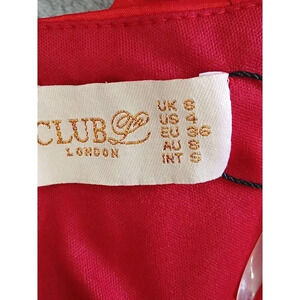 CLUB L
LONDON
UK 8
US 4
EU 36
AU 8
INT S